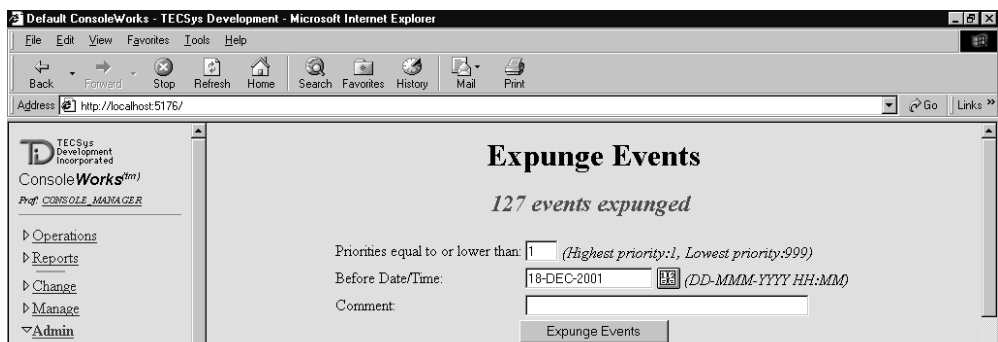 Default ConsoleWorks - TECSys Development - Microsoft Internet Explorer
File Edit View Favorites Tools Help
Back Forward Stop Refresh Home Search Favorites History Mail Print
Address http://localhost:5176/ Go Links »
TECSys
Development
Incorporated
ConsoleWorks(tm)
Prof: CONSOLE_MANAGER
Operations
Reports
Change
Manage
Admin
Expunge Events
127 events expunged
Priorities equal to or lower than: 1 (Highest priority:1, Lowest priority:999)
Before Date/Time: 18-DEC-2001 (DD-MMM-YYYY HH:MM)
Comment:
Expunge Events